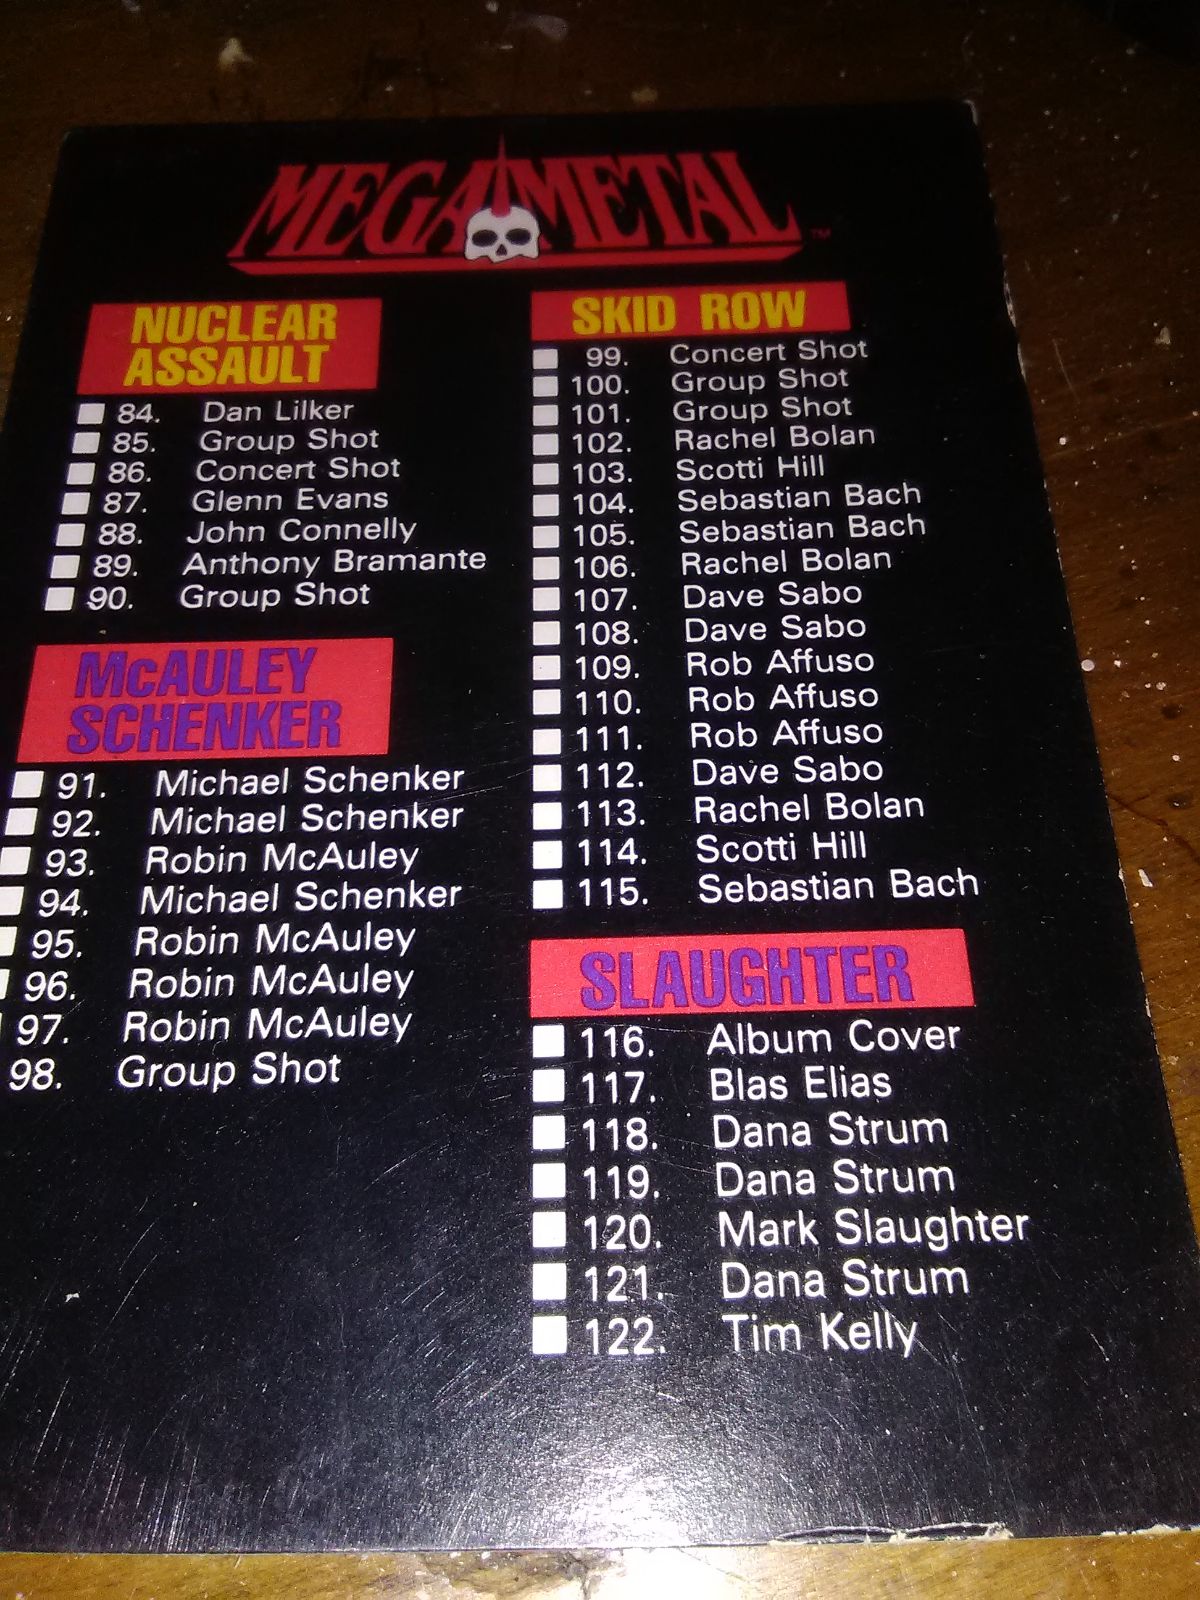 MEGAMETAL™
NUCLEAR
ASSAULT
84. Dan Lilker
85. Group Shot
86. Concert Shot
87. Glenn Evans
88. John Connelly
89. Anthony Bramante
90. Group Shot
McAULEY
SCHENKER
91. Michael Schenker
92. Michael Schenker
93. Robin McAuley
94. Michael Schenker
95. Robin McAuley
96. Robin McAuley
97. Robin McAuley
98. Group Shot
SKID ROW
99. Concert Shot
100. Group Shot
101. Group Shot
102. Rachel Bolan
103. Scotti Hill
104. Sebastian Bach
105. Sebastian Bach
106. Rachel Bolan
107. Dave Sabo
108. Dave Sabo
109. Rob Affuso
110. Rob Affuso
111. Rob Affuso
112. Dave Sabo
113. Rachel Bolan
114. Scotti Hill
115. Sebastian Bach
SLAUGHTER
116. Album Cover
117. Blas Elias
118. Dana Strum
119. Dana Strum
120. Mark Slaughter
121. Dana Strum
122. Tim Kelly